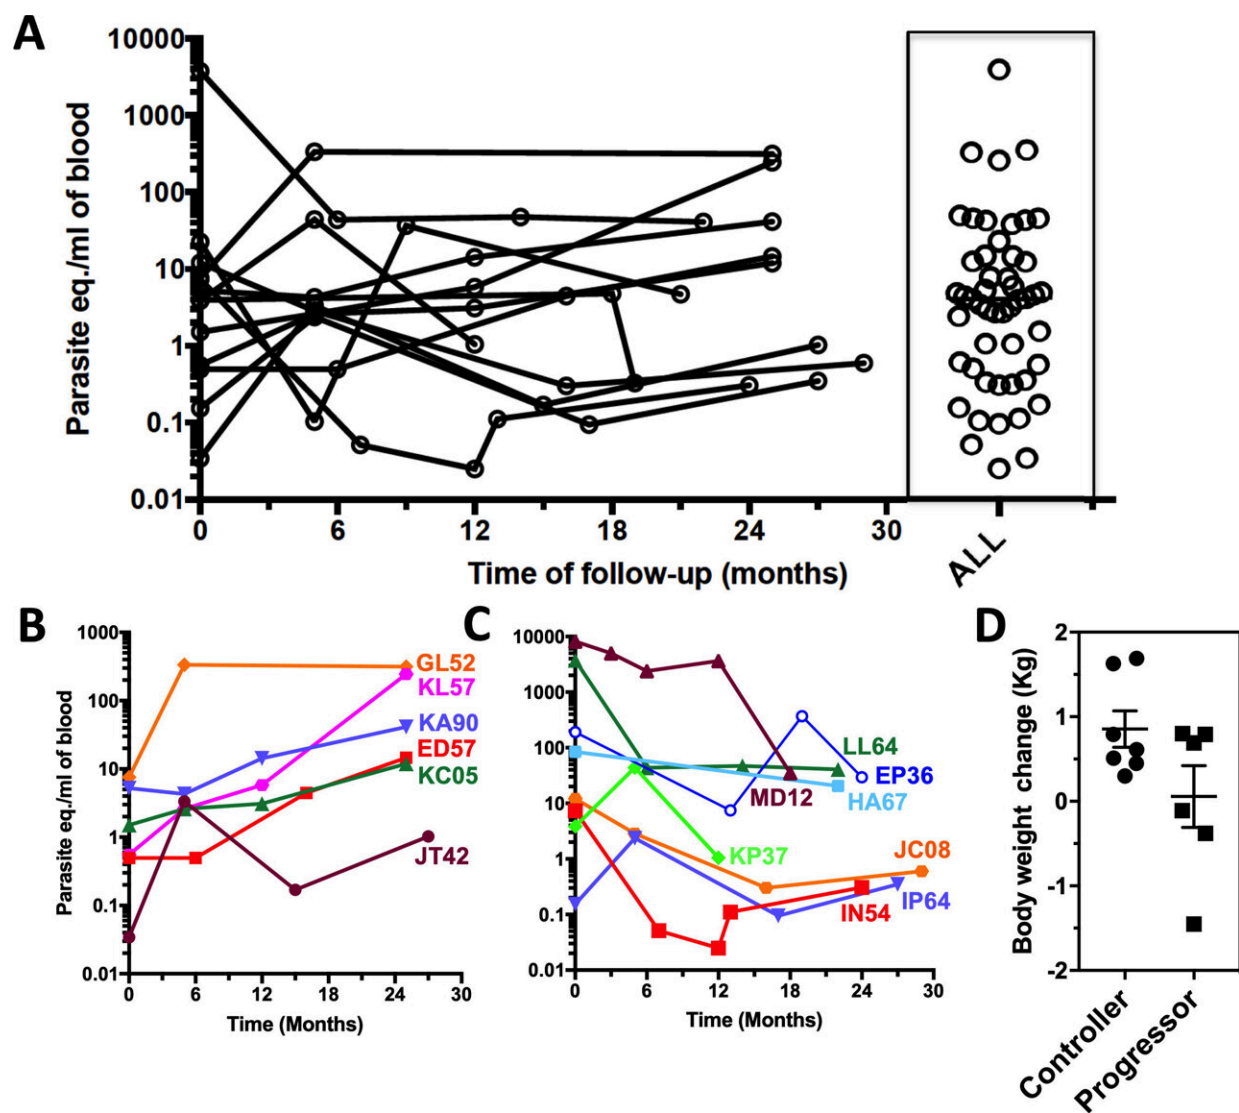 A
Parasite eq./ml of blood
10000
1000
100
10
1
0.1
0.01
0 6 12 18 24 30
Time of follow-up (months)
ALL
B
Parasite eq./ml of blood
1000
100
10
1
0.1
0.01
GL52
KL57
KA90
ED57
KC05
JT42
0 6 12 18 24 30
Time (Months)
C
10000
1000
100
10
1
0.1
0.01
LL64
EP36
MD12
HA67
KP37
JC08
IP64
IN54
0 6 12 18 24 30
Time (Months)
D
Body weight change (Kg)
2
1
0
-1
-2
Controller
Progressor